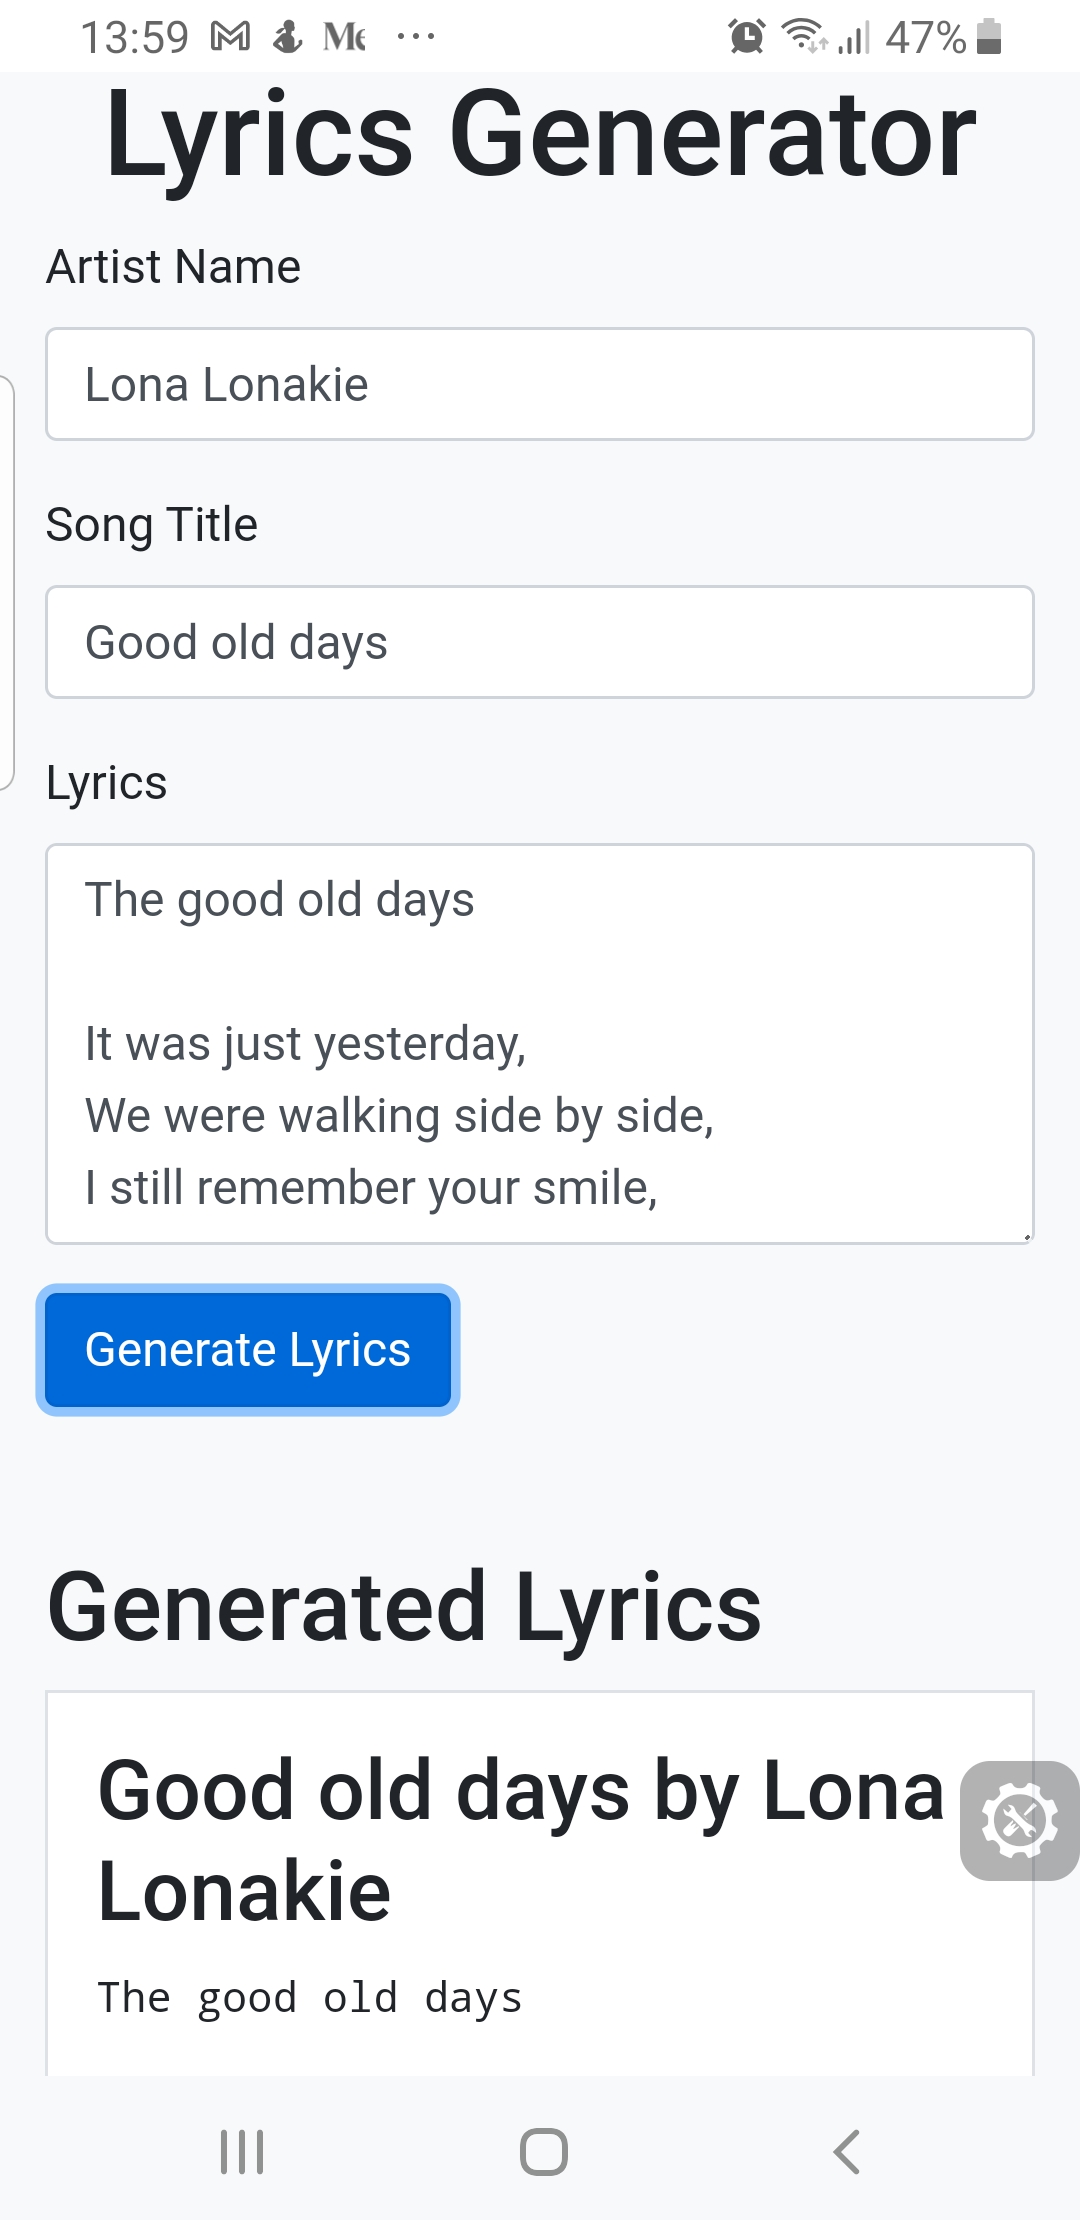 13:59 M Me ... 47%
Lyrics Generator
Artist Name
Lona Lonakie
Song Title
Good old days
Lyrics
The good old days
It was just yesterday,
We were walking side by side,
I still remember your smile,
Generate Lyrics
Generated Lyrics
Good old days by Lona
Lonakie
The good old days